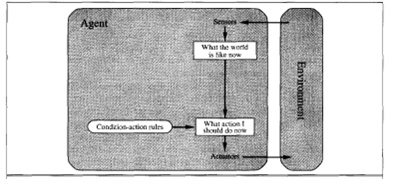 Agent
Sensors
What the world
is like now
Environment
Condition-action rules
What action I
should do now
Actuators